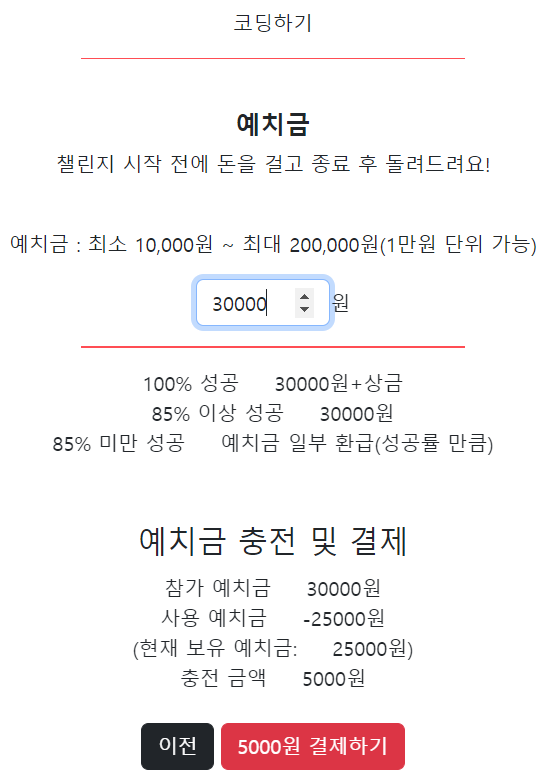 코딩하기
예치금
챌린지 시작 전에 돈을 걸고 종료 후 돌려드려요!
예치금 : 최소 10,000원 ~ 최대 200,000원(1만원 단위 가능)
30000 원
100% 성공 30000원+상금
85% 이상 성공 30000원
85% 미만 성공 예치금 일부 환급(성공률 만큼)
예치금 충전 및 결제
참가 예치금 30000원
사용 예치금 -25000원
(현재 보유 예치금: 25000원)
충전 금액 5000원
이전 5000원 결제하기